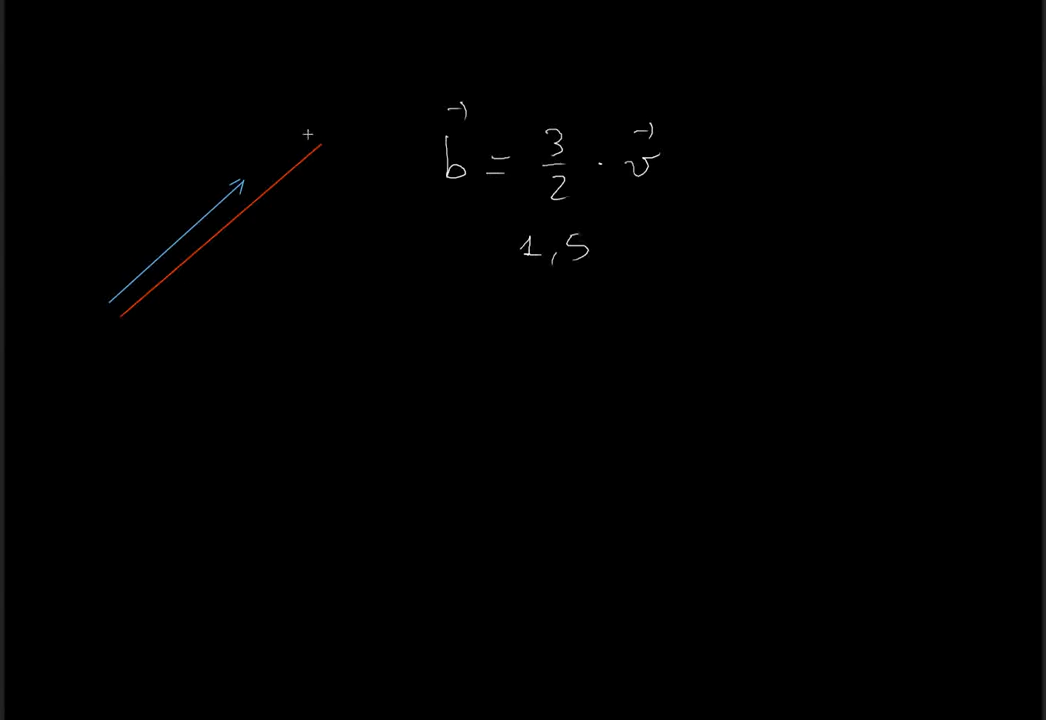 b⃗ = 3/2 · v⃗
1,5